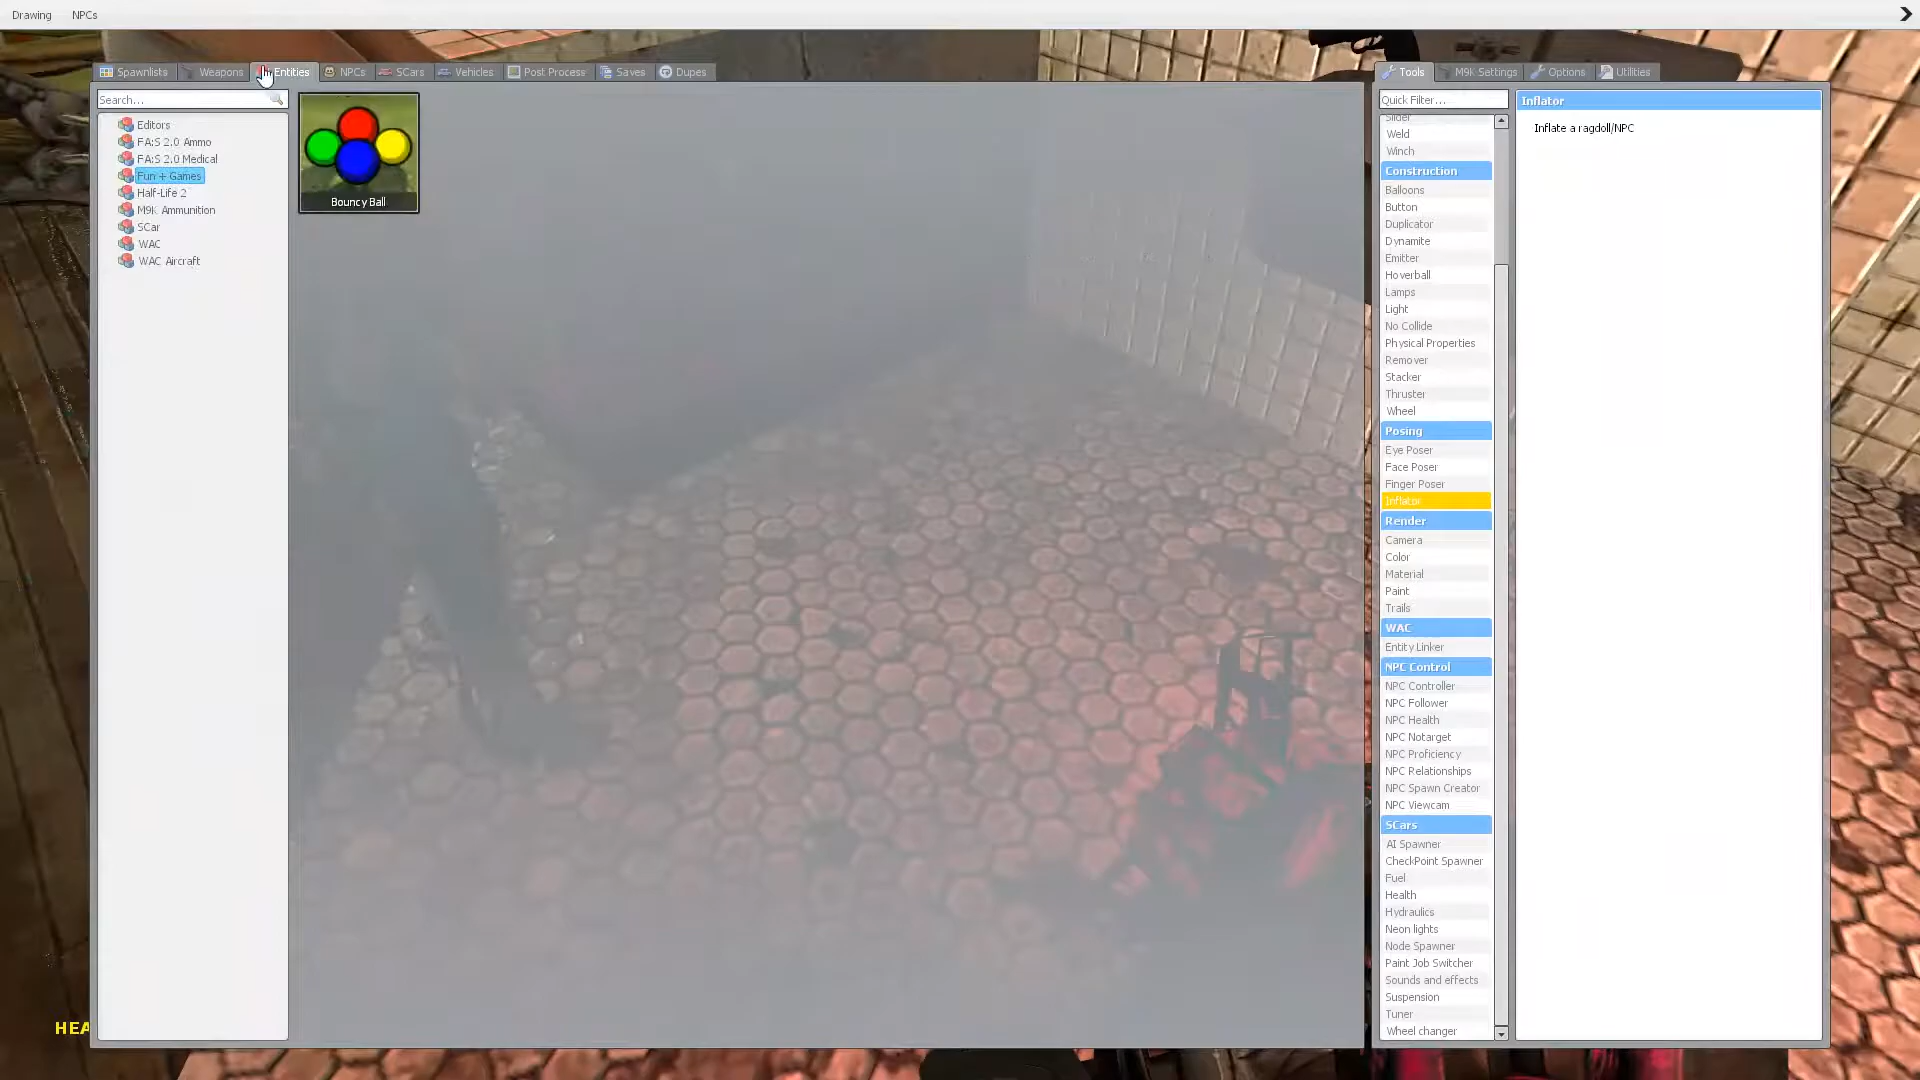 Drawing NPCs
Spawnlists Weapons Entities NPCs SCars Vehicles Post Process Saves Dupes
Search...
Editors
FA:S 2.0 Ammo
FA:S 2.0 Medical
Fun + Games
Half-Life 2
M9K Ammunition
SCar
WAC
WAC Aircraft
Bouncy Ball
HEA
Tools M9K Settings Options Utilities
Quick Filter...
Slider
Weld
Winch
Construction
Balloons
Button
Duplicator
Dynamite
Emitter
Hoverball
Lamps
Light
No Collide
Physical Properties
Remover
Stacker
Thruster
Wheel
Posing
Eye Poser
Face Poser
Finger Poser
Inflator
Render
Camera
Color
Material
Paint
Trails
WAC
Entity Linker
NPC Control
NPC Controller
NPC Follower
NPC Health
NPC Notarget
NPC Proficiency
NPC Relationships
NPC Spawn Creator
NPC Viewcam
SCars
AI Spawner
CheckPoint Spawner
Fuel
Health
Hydraulics
Neon lights
Node Spawner
Paint Job Switcher
Sounds and effects
Suspension
Tuner
Wheel changer
Inflator
Inflate a ragdoll/NPC